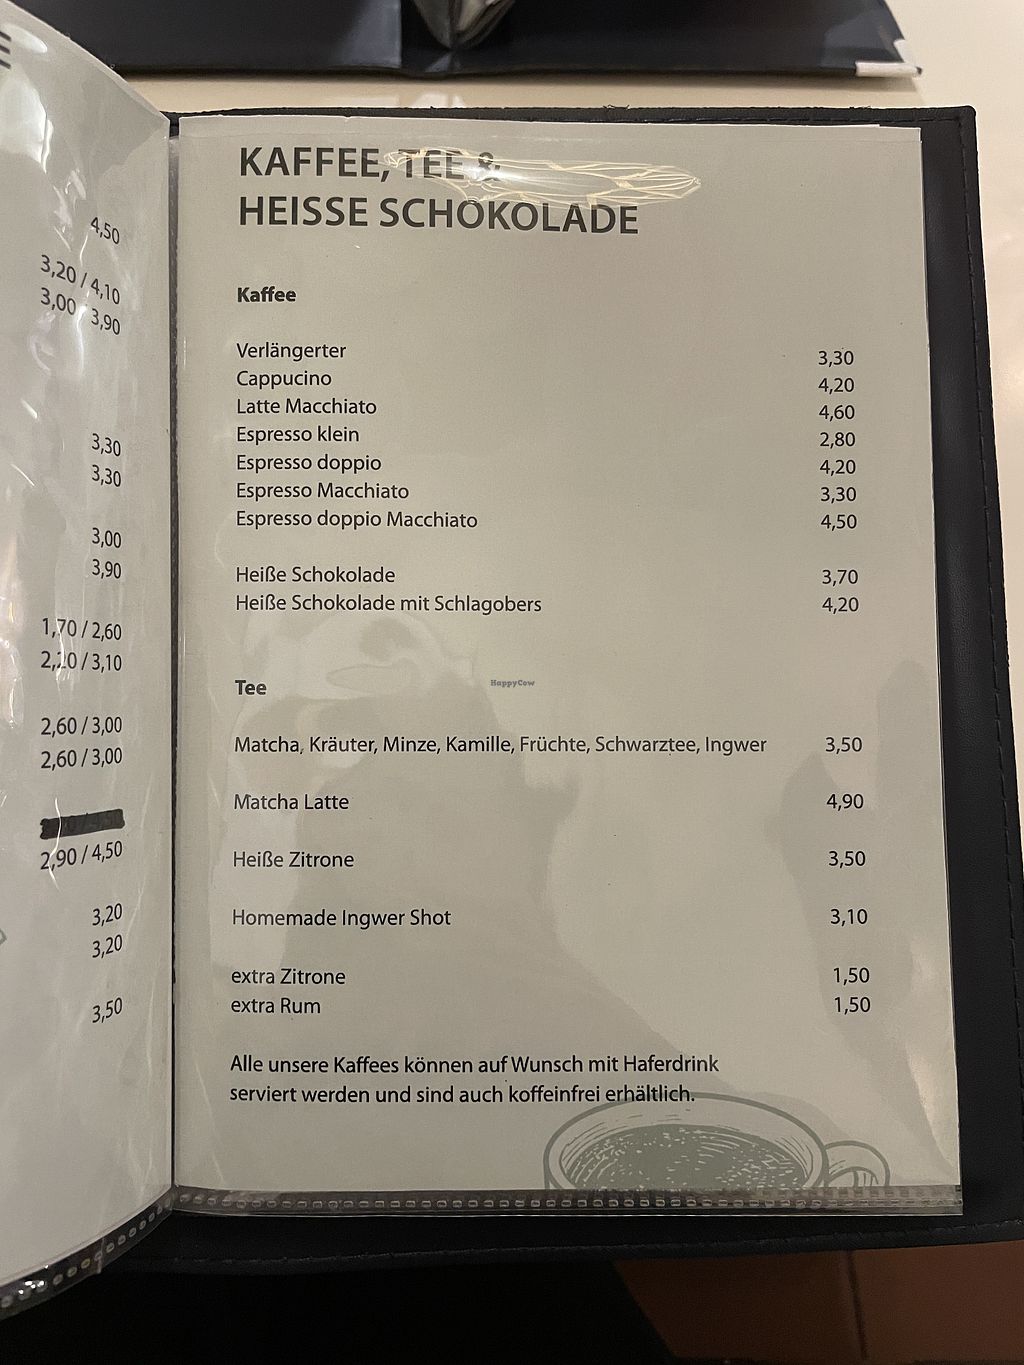 4,50
3,20 / 4,10
3,00 / 3,90
3,30
3,30
3,00
3,90
1,70 / 2,60
2,20 / 3,10
2,60 / 3,00
2,60 / 3,00
2,90 / 4,50
3,20
3,20
3,50
KAFFEE, TEE &
HEISSE SCHOKOLADE
Kaffee
Verlängerter 3,30
Cappucino 4,20
Latte Macchiato 4,60
Espresso klein 2,80
Espresso doppio 4,20
Espresso Macchiato 3,30
Espresso doppio Macchiato 4,50
Heiße Schokolade 3,70
Heiße Schokolade mit Schlagobers 4,20
HappyCow
Tee
Matcha, Kräuter, Minze, Kamille, Früchte, Schwarztee, Ingwer 3,50
Matcha Latte 4,90
Heiße Zitrone 3,50
Homemade Ingwer Shot 3,10
extra Zitrone 1,50
extra Rum 1,50
Alle unsere Kaffees können auf Wunsch mit Haferdrink
serviert werden und sind auch koffeinfrei erhältlich.